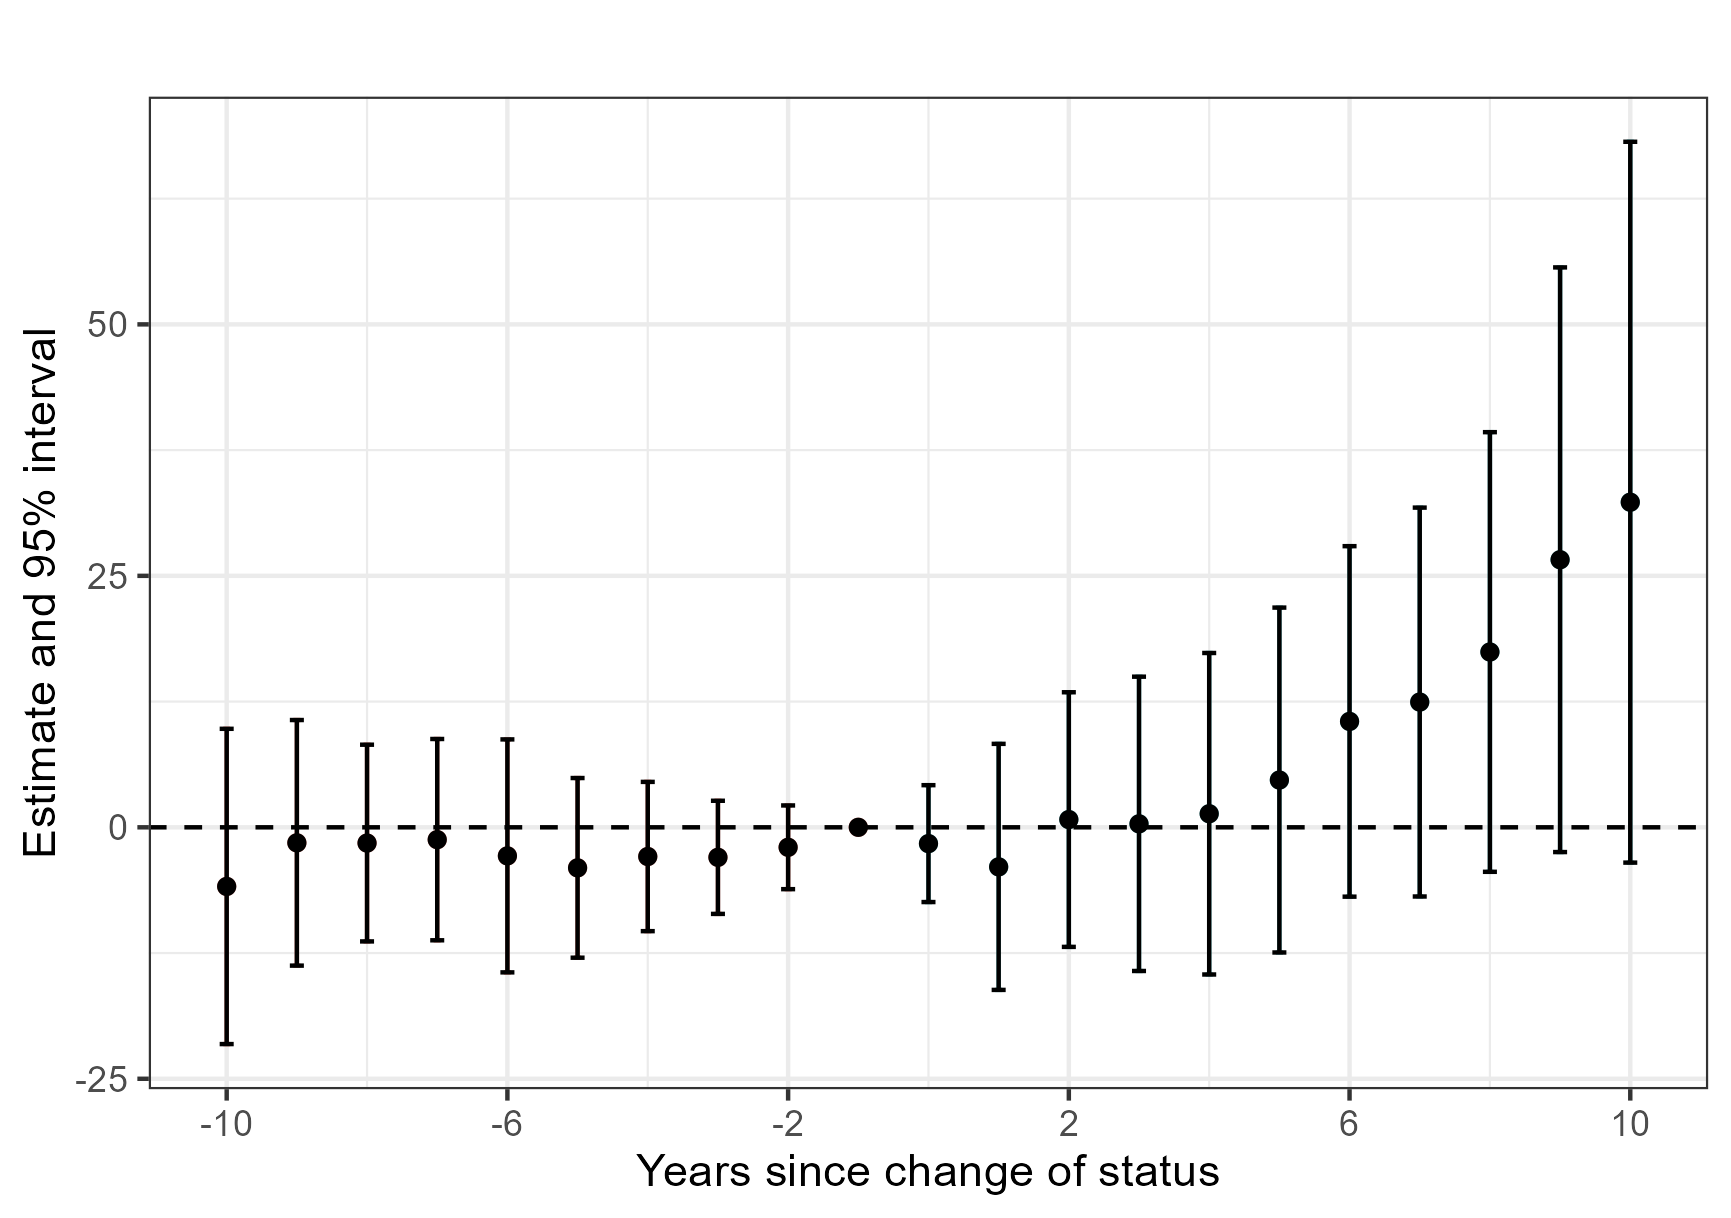 Estimate and 95% interval
50
25
0
-25
-10 -6 -2 2 6 10
Years since change of status